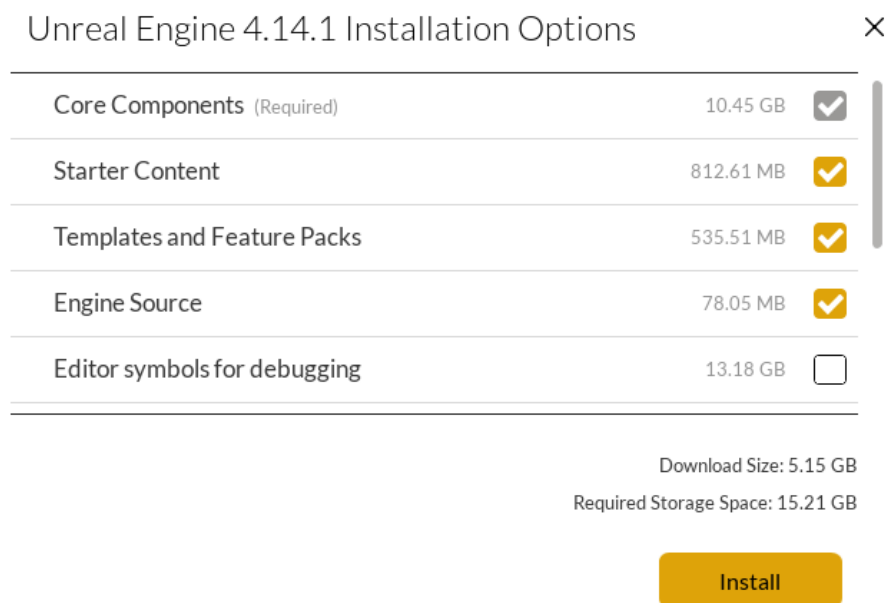 Unreal Engine 4.14.1 Installation Options
Core Components (Required) 10.45 GB
Starter Content 812.61 MB
Templates and Feature Packs 535.51 MB
Engine Source 78.05 MB
Editor symbols for debugging 13.18 GB
Download Size: 5.15 GB
Required Storage Space: 15.21 GB
Install